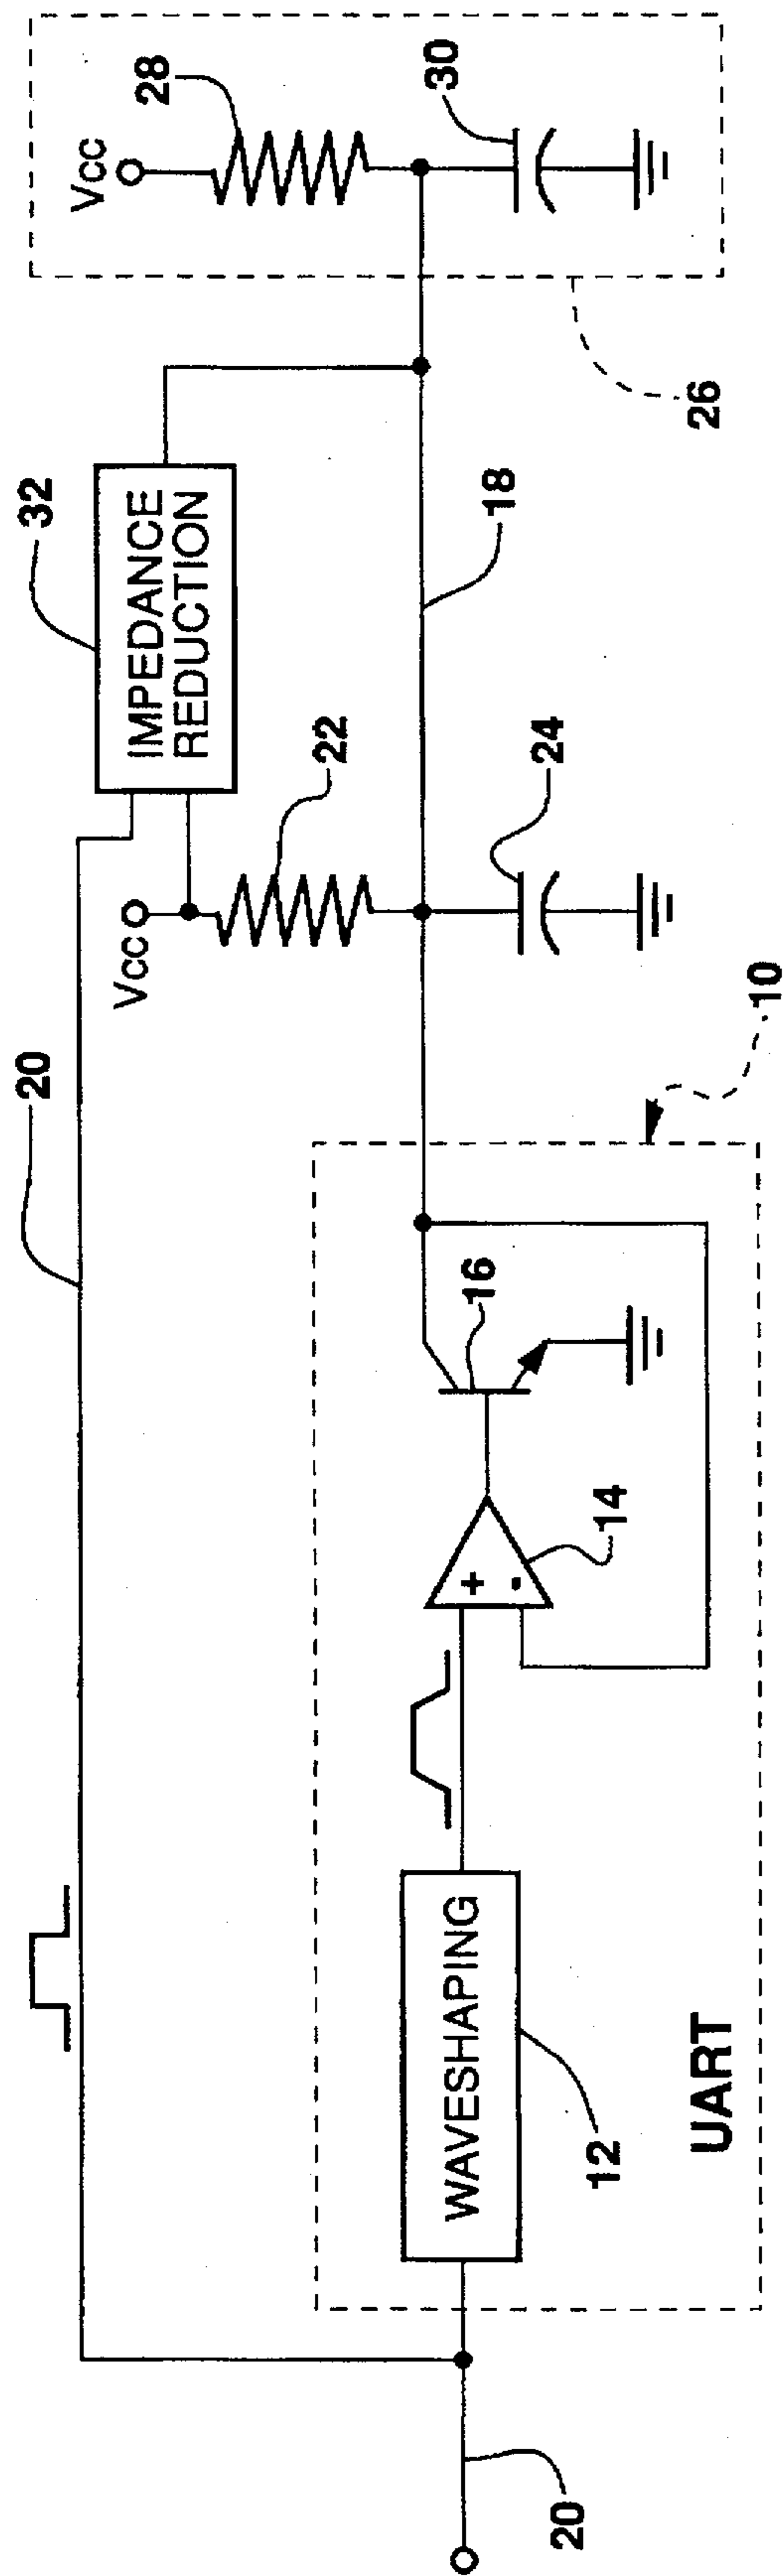 20
Vcc
32
IMPEDANCE
REDUCTION
Vcc
28
22
30
18
24
26
16
14
10
WAVESHAPING
12
UART
+
-
20